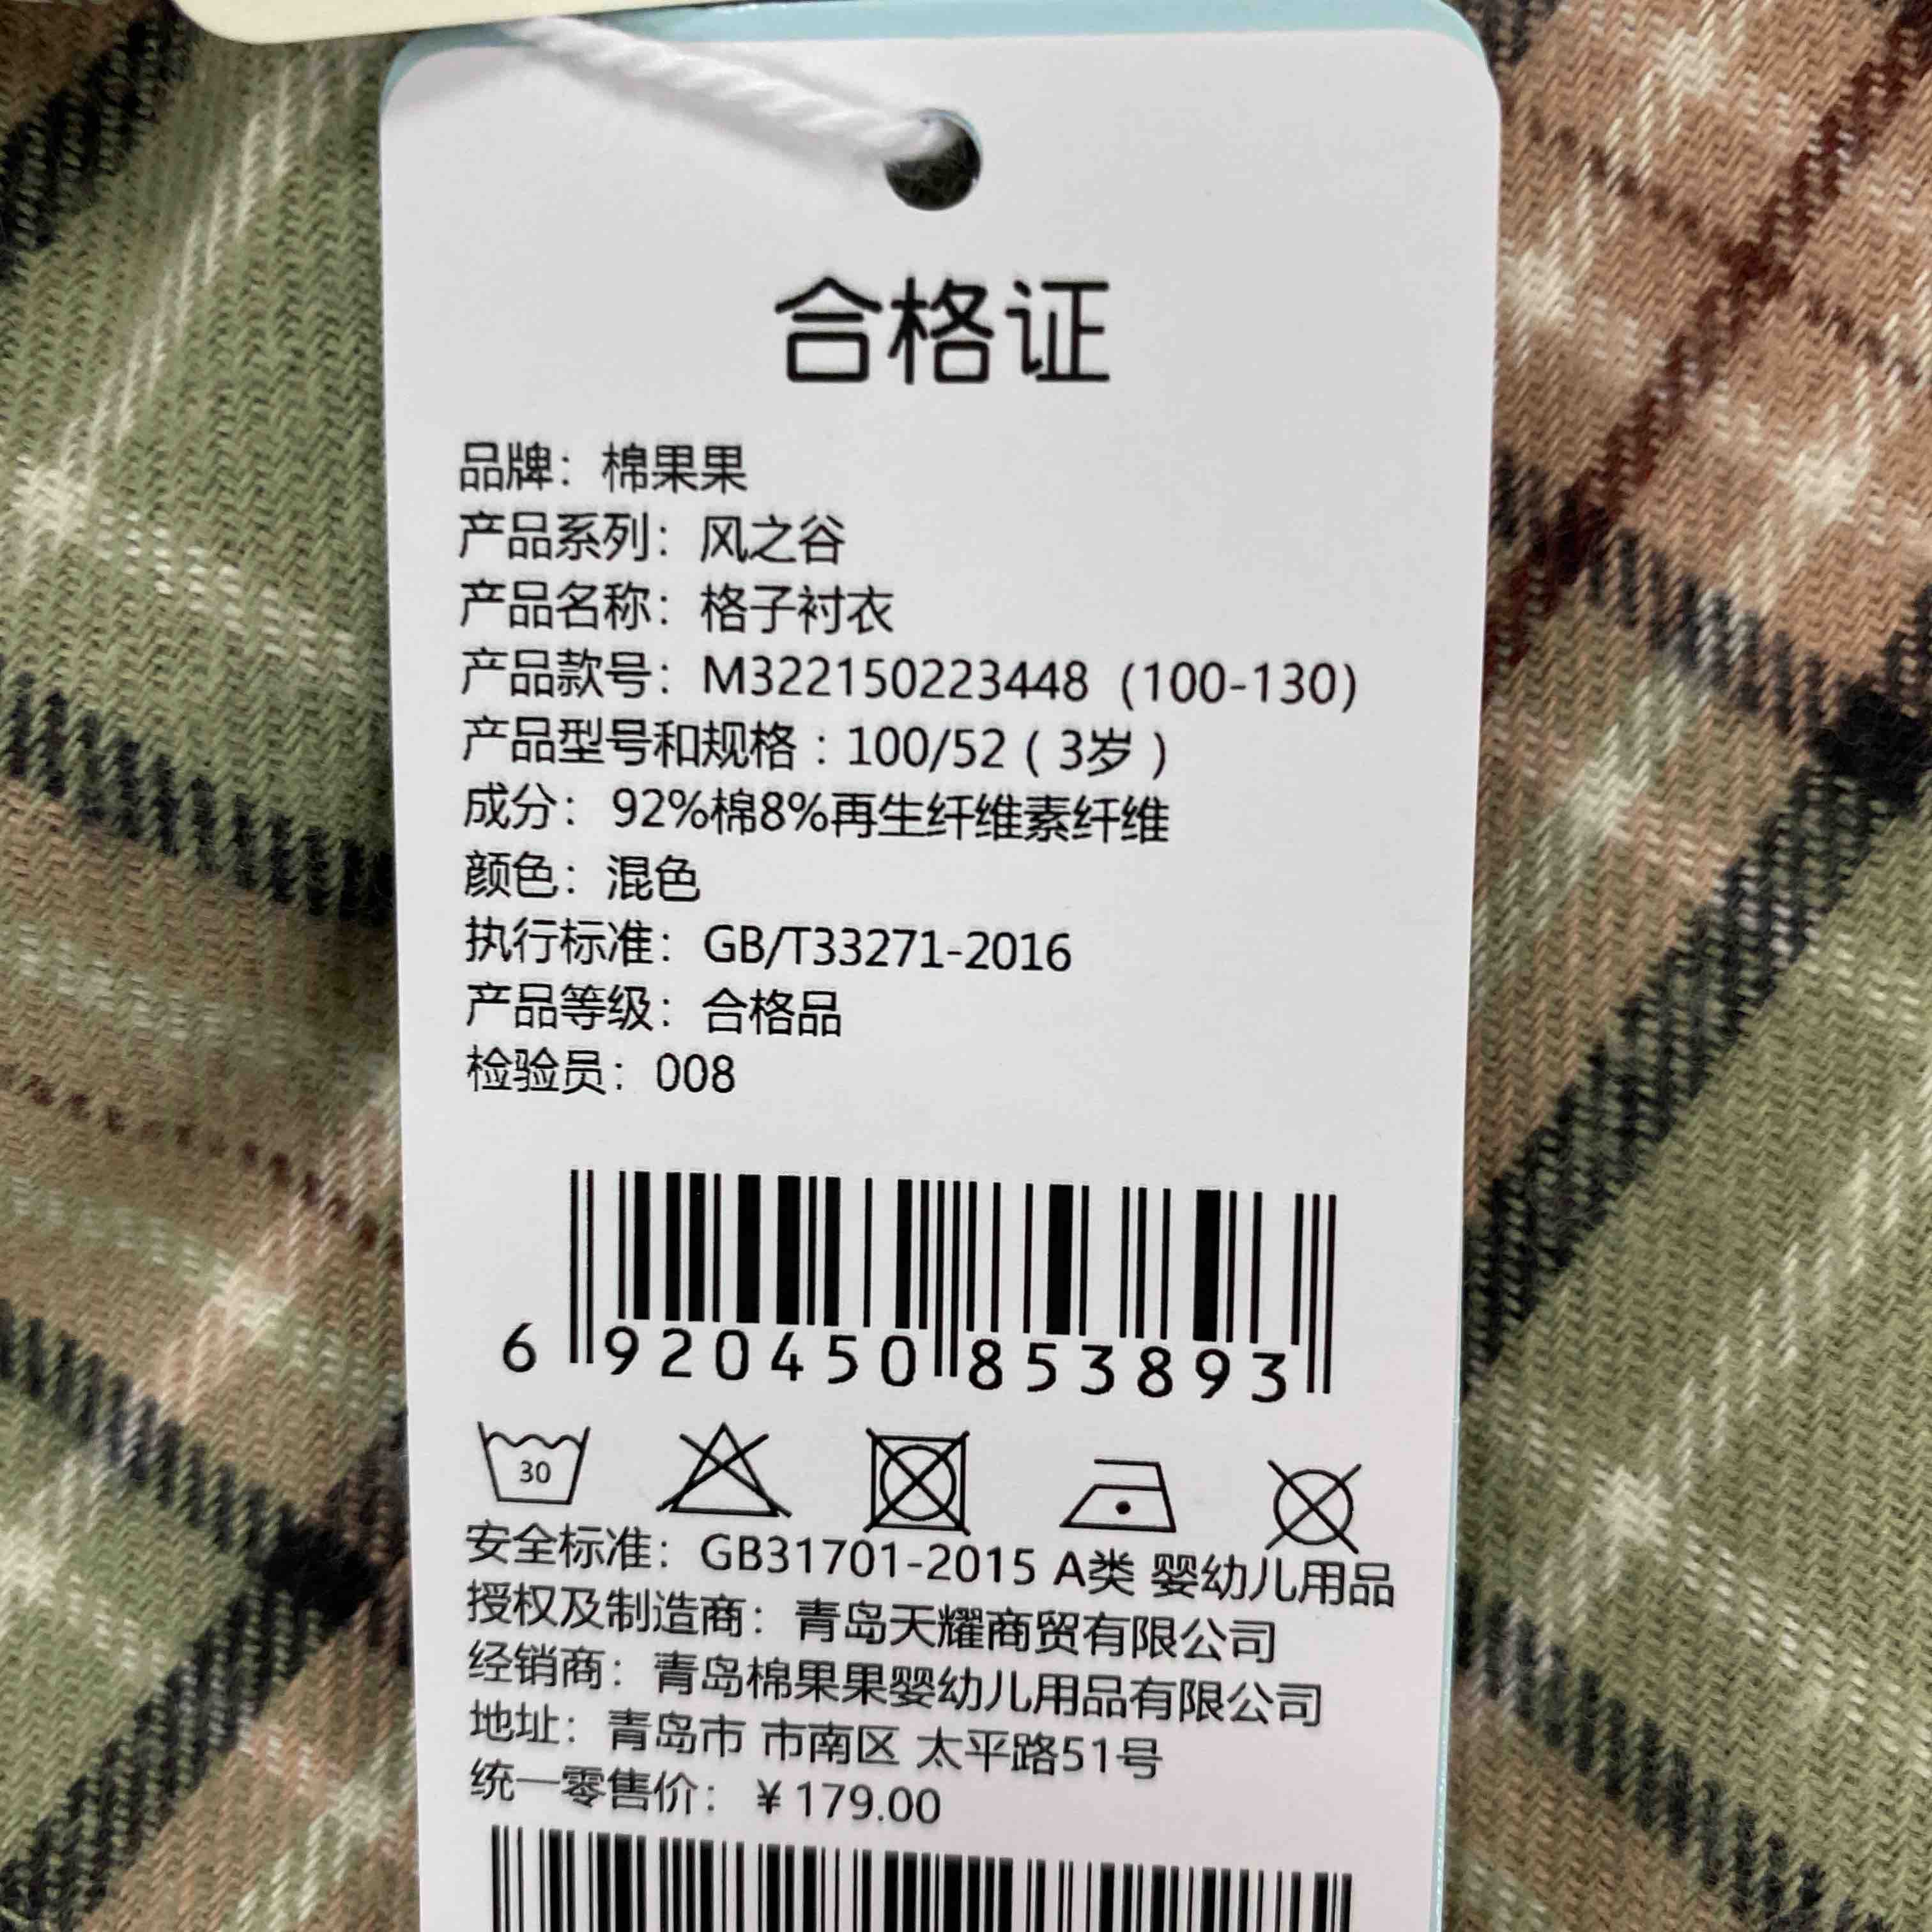 合格证
品牌：棉果果
产品系列：风之谷
产品名称：格子衬衣
产品款号：M322150223448（100-130）
产品型号和规格：100/52（3岁）
成分：92%棉8%再生纤维素纤维
颜色：混色
执行标准：GB/T33271-2016
产品等级：合格品
检验员：008
6 920450 853893
30
安全标准：GB31701-2015 A类 婴幼儿用品
授权及制造商：青岛天耀商贸有限公司
经销商：青岛棉果果婴幼儿用品有限公司
地址：青岛市 市南区 太平路51号
统一零售价：￥179.00